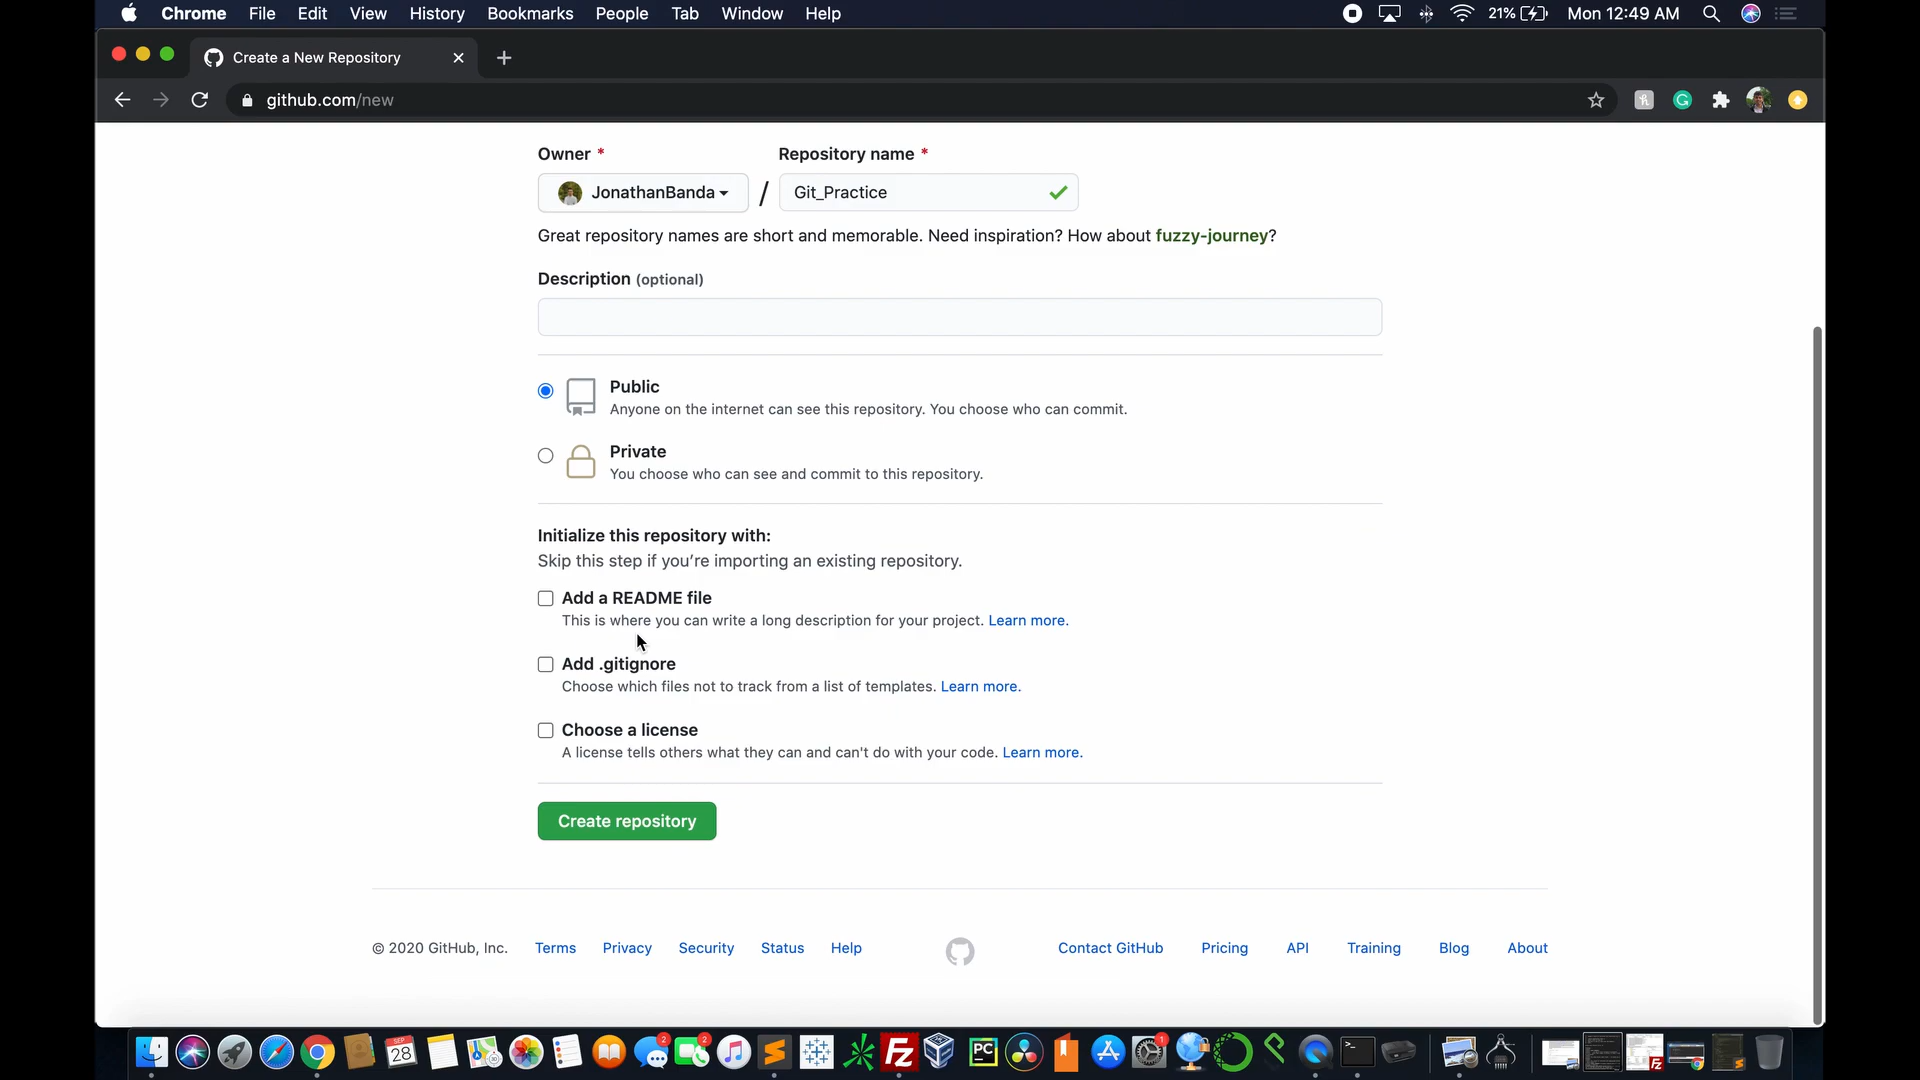 Chrome File Edit View History Bookmarks People Tab Window Help 21% Mon 12:49 AM
Create a New Repository
github.com/new
Owner * Repository name *
JonathanBanda / Git_Practice
Great repository names are short and memorable. Need inspiration? How about fuzzy-journey?
Description (optional)
Public
Anyone on the internet can see this repository. You choose who can commit.
Private
You choose who can see and commit to this repository.
Initialize this repository with:
Skip this step if you're importing an existing repository.
Add a README file
This is where you can write a long description for your project. Learn more.
Add .gitignore
Choose which files not to track from a list of templates. Learn more.
Choose a license
A license tells others what they can and can't do with your code. Learn more.
Create repository
© 2020 GitHub, Inc. Terms Privacy Security Status Help Contact GitHub Pricing API Training Blog About
SEP 28 2 2 FZ PC 1